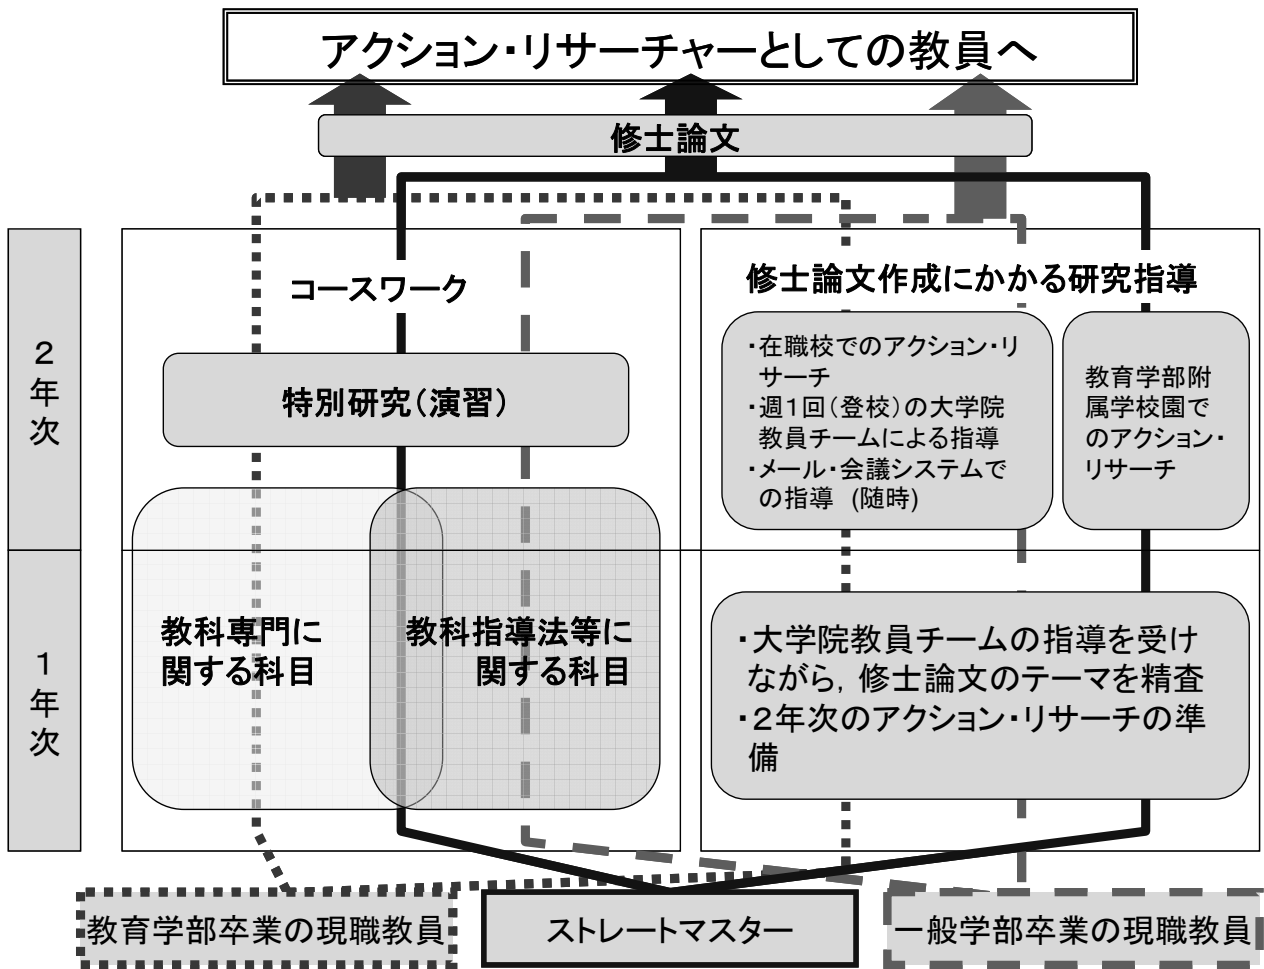 アクション・リサーチャーとしての教員へ
修士論文
2年次
コースワーク
特別研究(演習)
修士論文作成にかかる研究指導
・在職校でのアクション・リ
サーチ
・週1回(登校)の大学院
教員チームによる指導
・メール・会議システムで
の指導 (随時)
教育学部附
属学校園で
のアクション・
リサーチ
1年次
教科専門に
関する科目
教科指導法等に
関する科目
・大学院教員チームの指導を受け
ながら,修士論文のテーマを精査
・2年次のアクション・リサーチの準
備
教育学部卒業の現職教員
ストレートマスター
一般学部卒業の現職教員